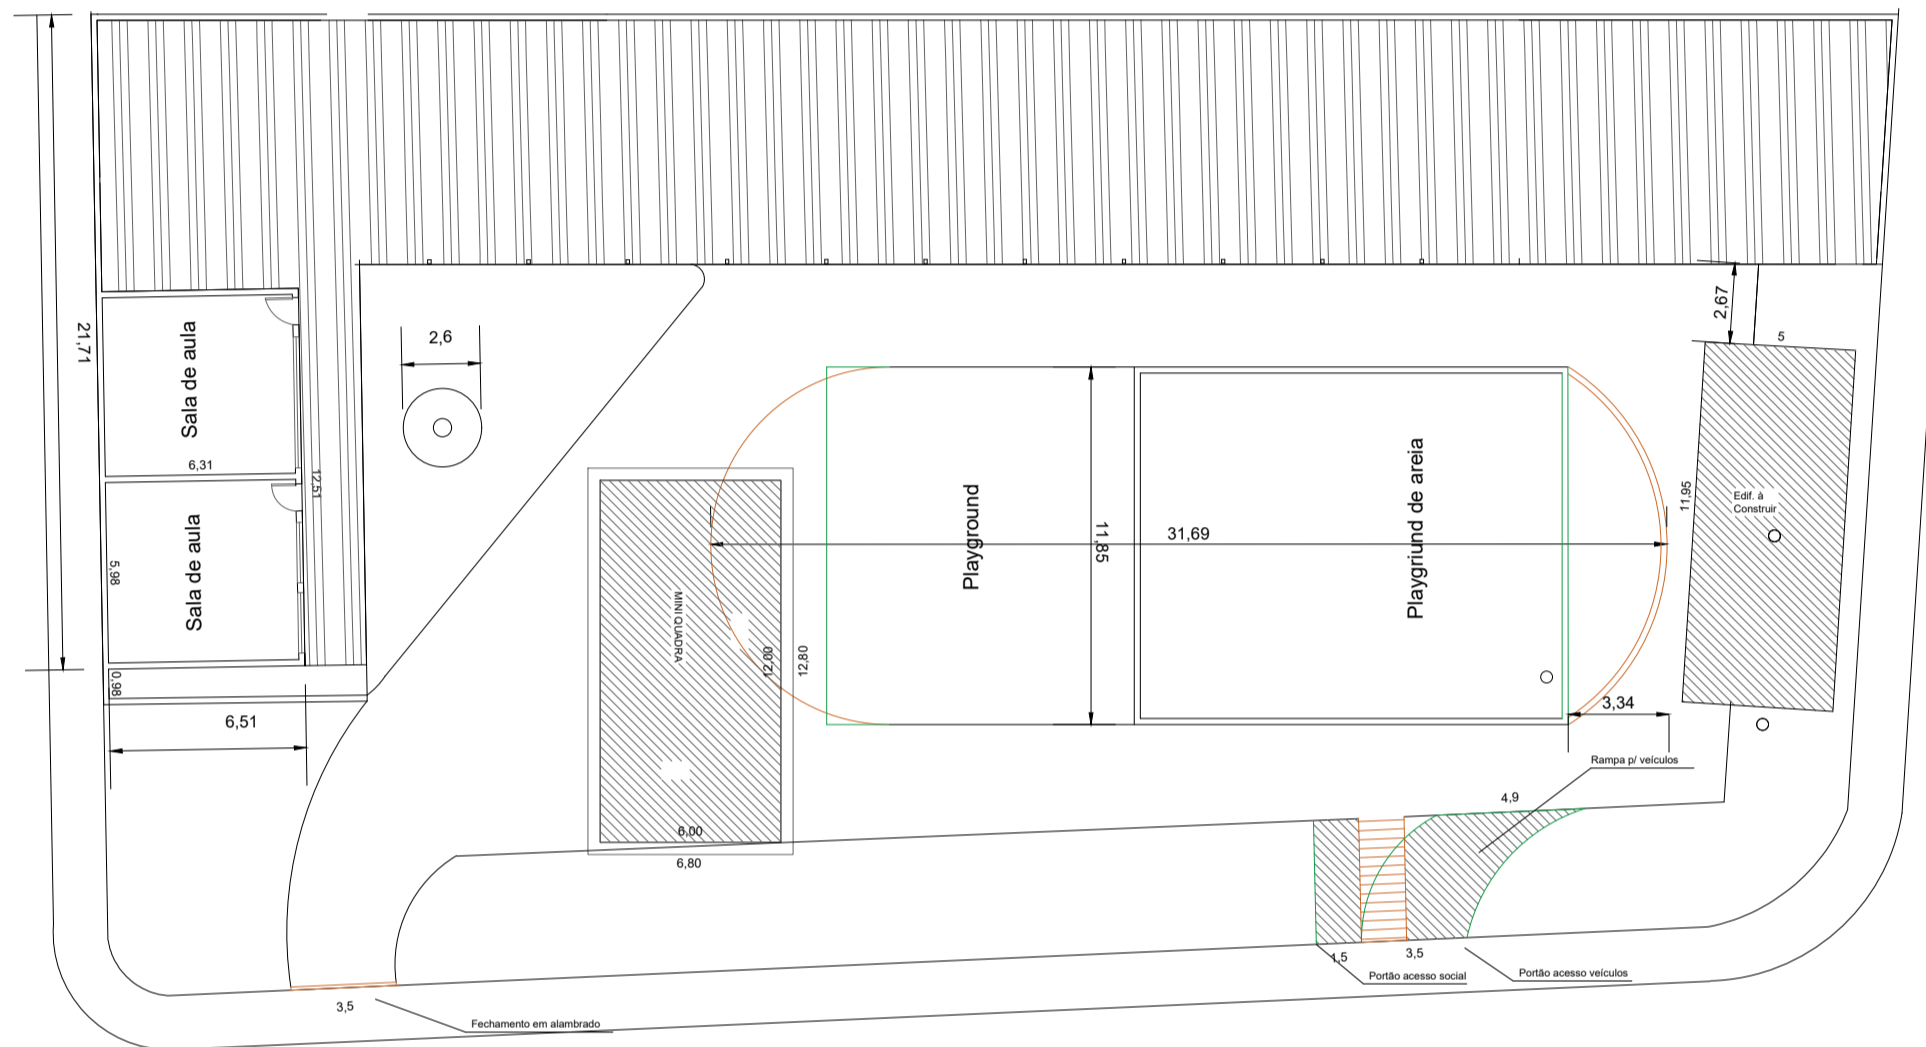 21,71
Sala de aula
6,31
12,51
Sala de aula
5,98
0,98
6,51
2,6
MINI QUADRA
12,00
12,80
6,00
6,80
Playground
11,85
31,69
Playgriund de areia
3,34
2,67
5
11,95
Edif. à
Construir
Rampa p/ veículos
4,9
1,5
3,5
Portão acesso social
Portão acesso veículos
3,5
Fechamento em alambrado